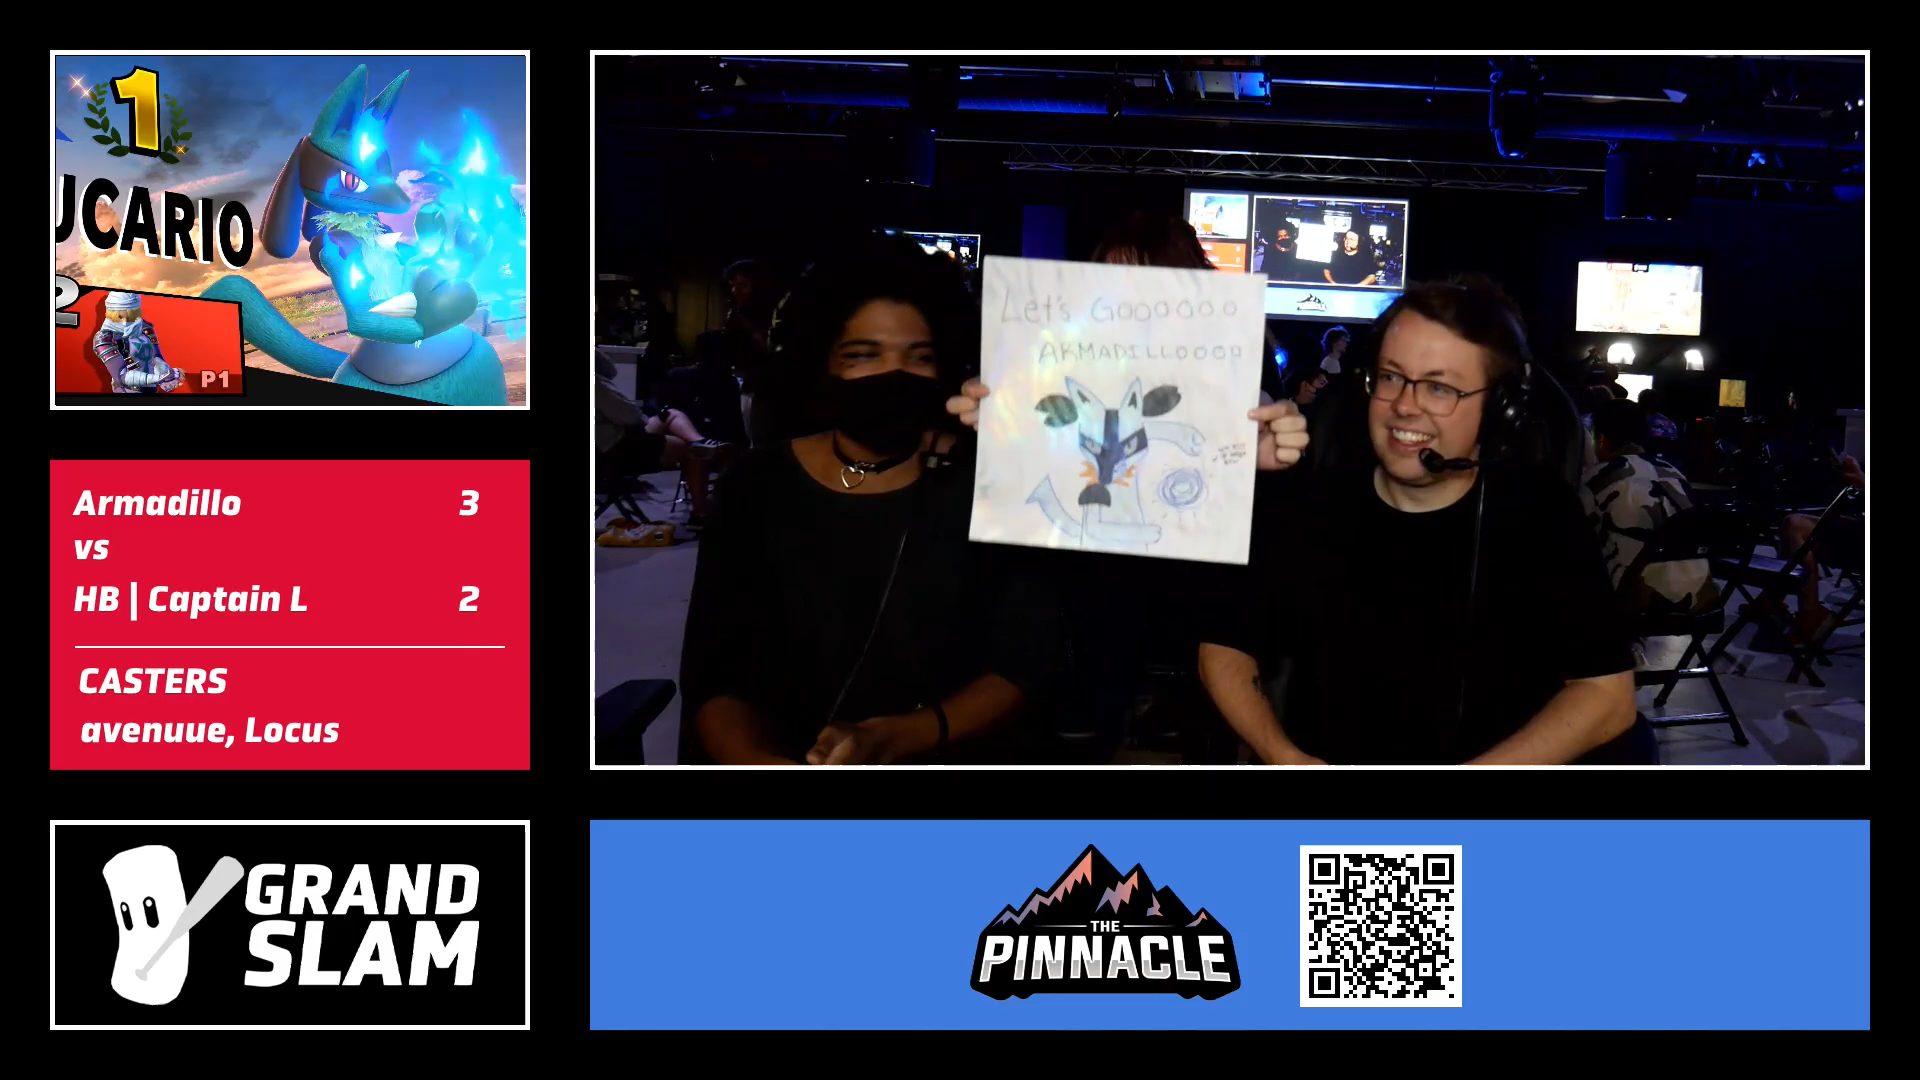 1
UCARIO
2
P1
Let's Goooooo
ARMADILLOOOO
Armadillo 3
vs
HB | Captain L 2
CASTERS
avenuue, Locus
GRAND
SLAM
THE
PINNACLE